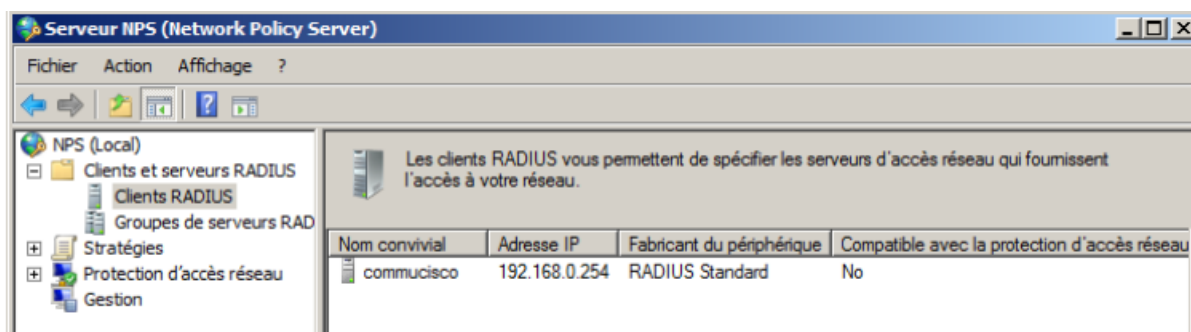 Serveur NPS (Network Policy Server)
Fichier Action Affichage ?
NPS (Local)
Clients et serveurs RADIUS
Clients RADIUS
Groupes de serveurs RAD
Stratégies
Protection d'accès réseau
Gestion
Les clients RADIUS vous permettent de spécifier les serveurs d'accès réseau qui fournissent
l'accès à votre réseau.
Nom convivial Adresse IP Fabricant du périphérique Compatible avec la protection d'accès réseau
commucisco 192.168.0.254 RADIUS Standard No